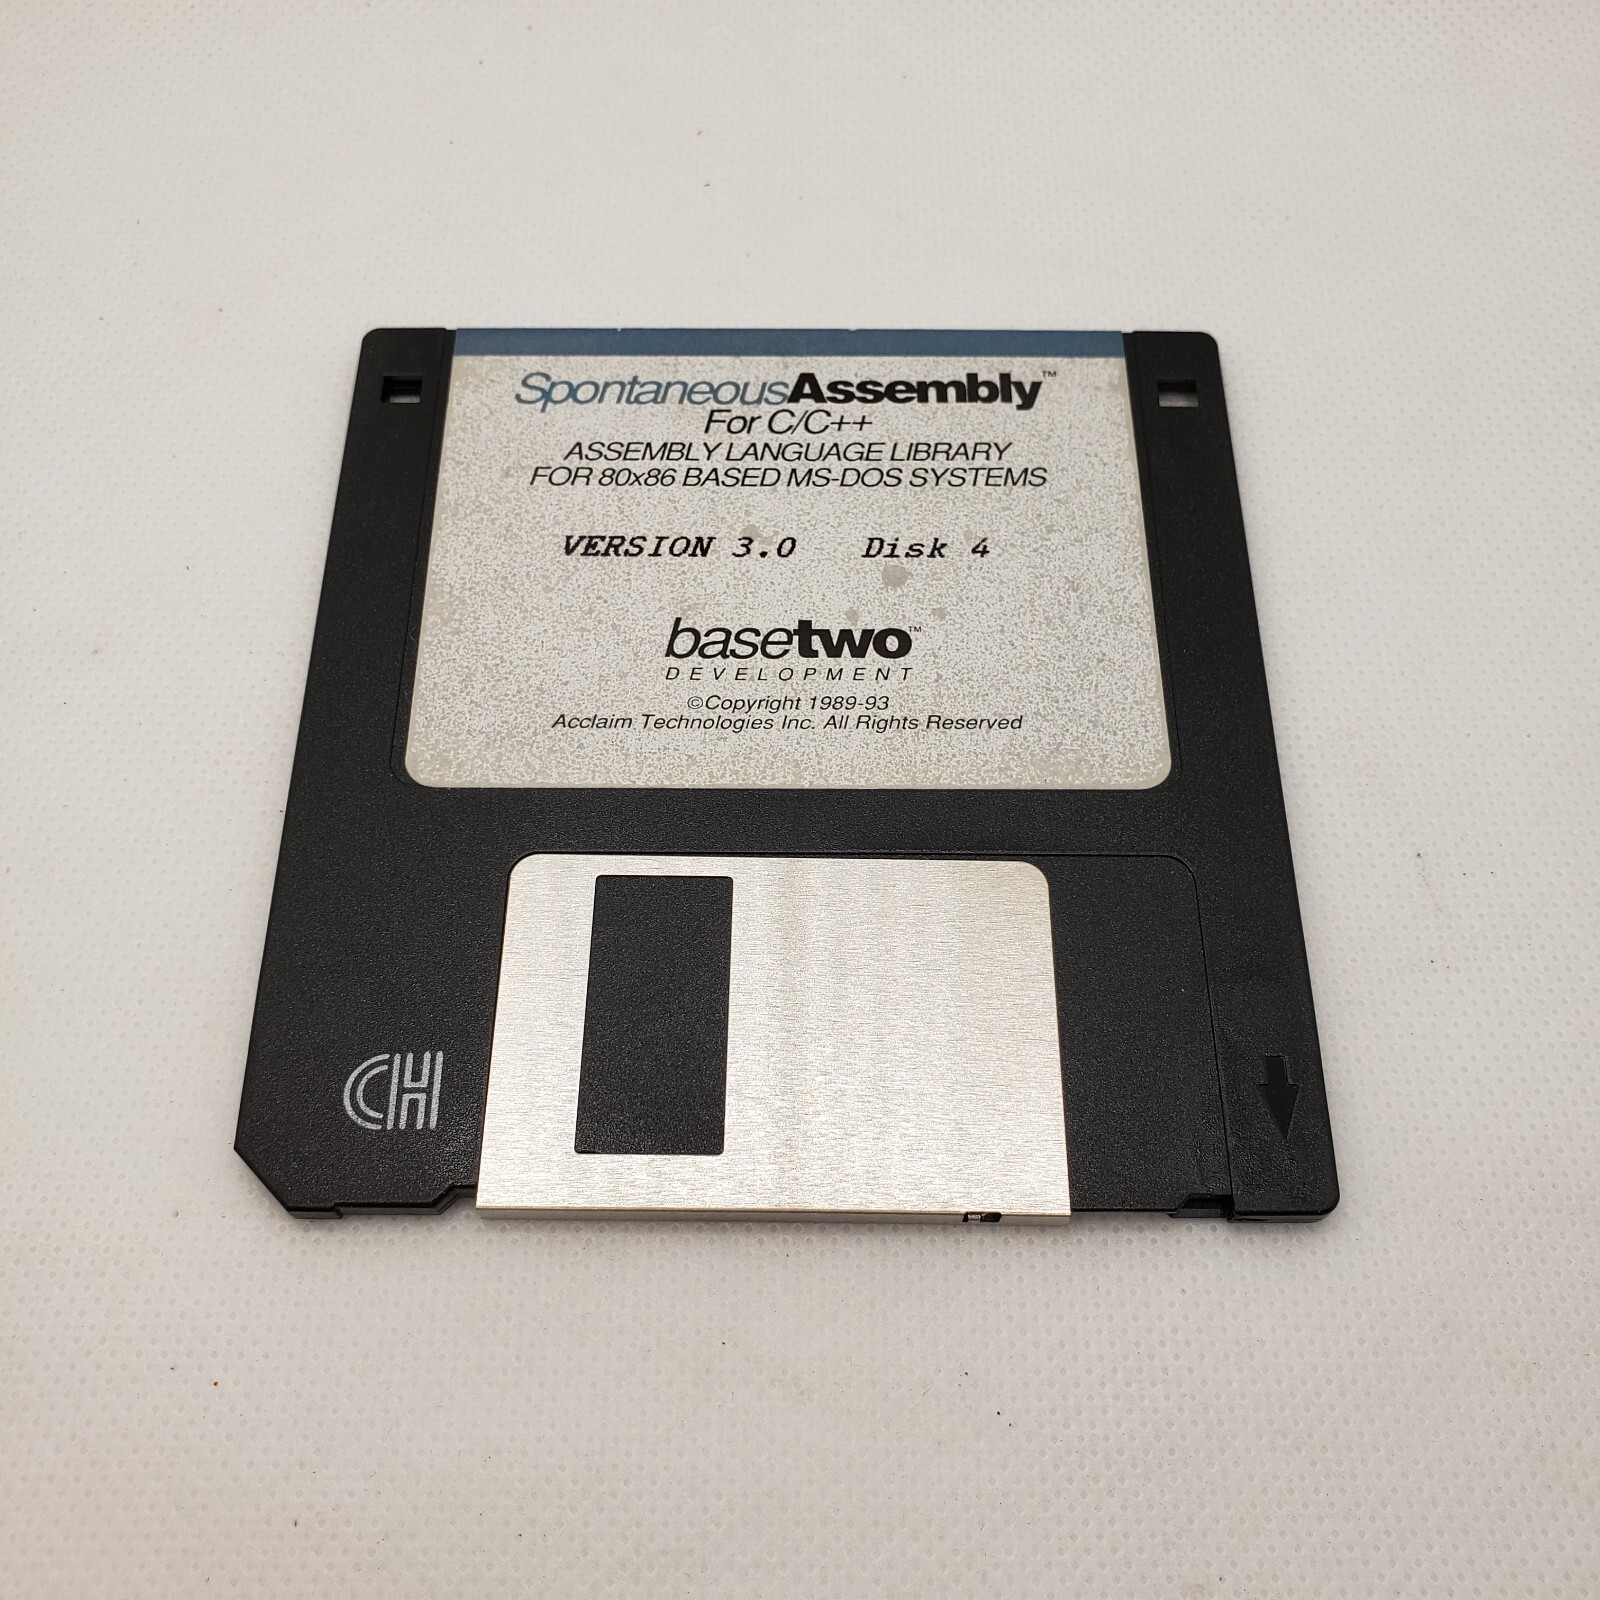 SpontaneousAssembly™
For C/C++
ASSEMBLY LANGUAGE LIBRARY
FOR 80x86 BASED MS-DOS SYSTEMS
VERSION 3.0 Disk 4
basetwo™
DEVELOPMENT
©Copyright 1989-93
Acclaim Technologies Inc. All Rights Reserved
CH